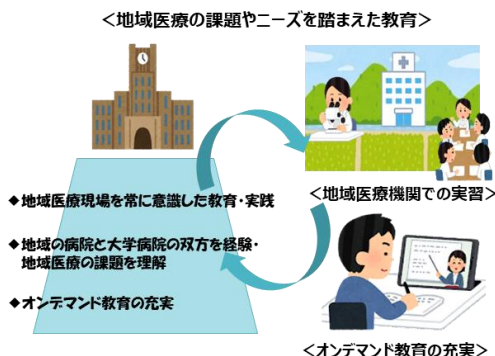 <地域医療の課題やニーズを踏まえた教育>
◆地域医療現場を常に意識した教育・実践
◆地域の病院と大学病院の双方を経験・
地域医療の課題を理解
◆オンデマンド教育の充実
<地域医療機関での実習>
<オンデマンド教育の充実>